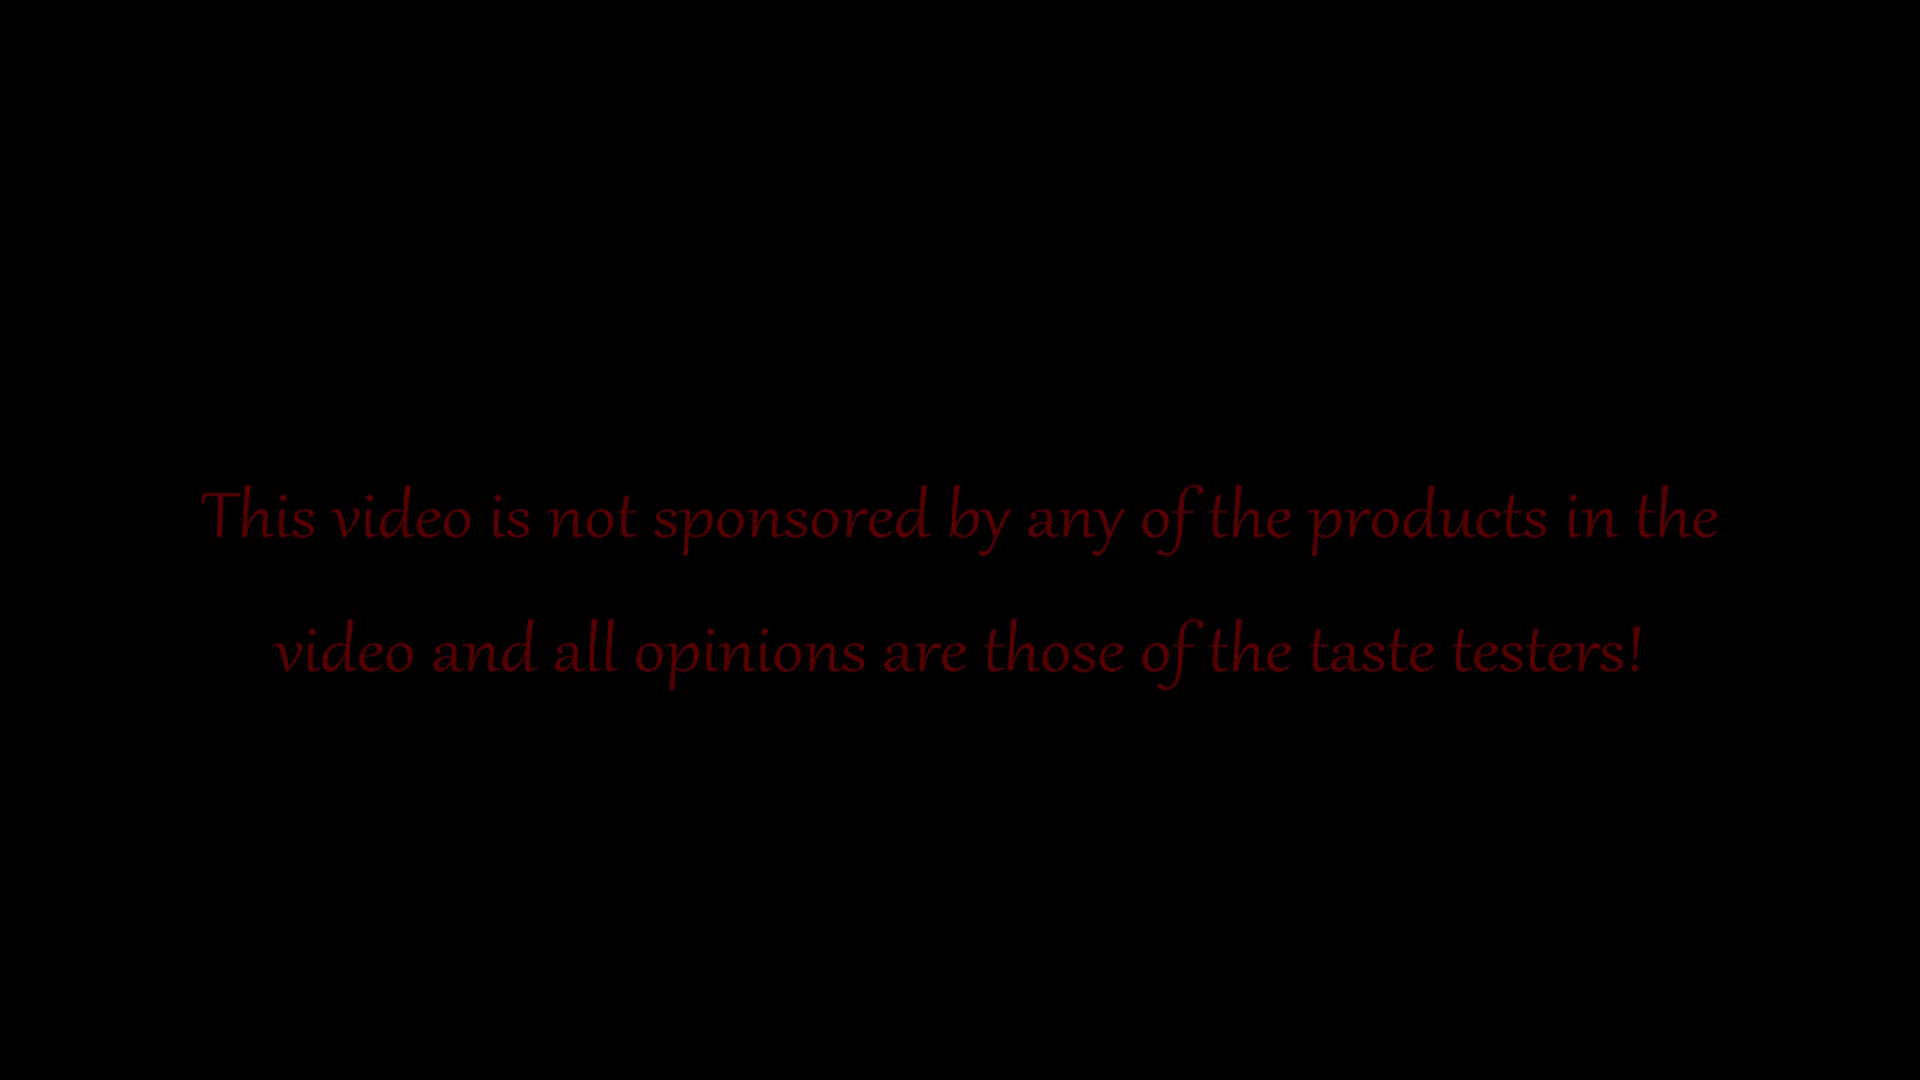 This video is not sponsored by any of the products in the
video and all opinions are those of the taste testers!